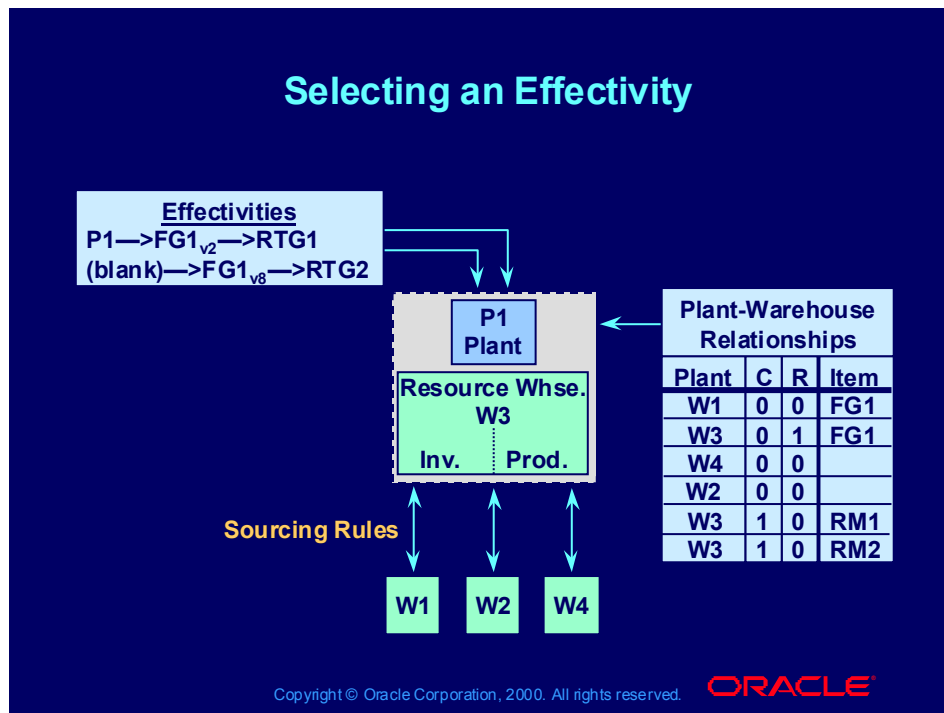 Selecting an Effectivity
Effectivities
P1—>FG1v2—>RTG1
(blank)—>FG1v8—>RTG2
P1
Plant
Resource Whse.
W3
Inv. Prod.
Plant-Warehouse
Relationships
Plant C R Item
W1 0 0 FG1
W3 0 1 FG1
W4 0 0
W2 0 0
W3 1 0 RM1
W3 1 0 RM2
Sourcing Rules
W1 W2 W4
Copyright © Oracle Corporation, 2000. All rights reserved.
ORACLE®